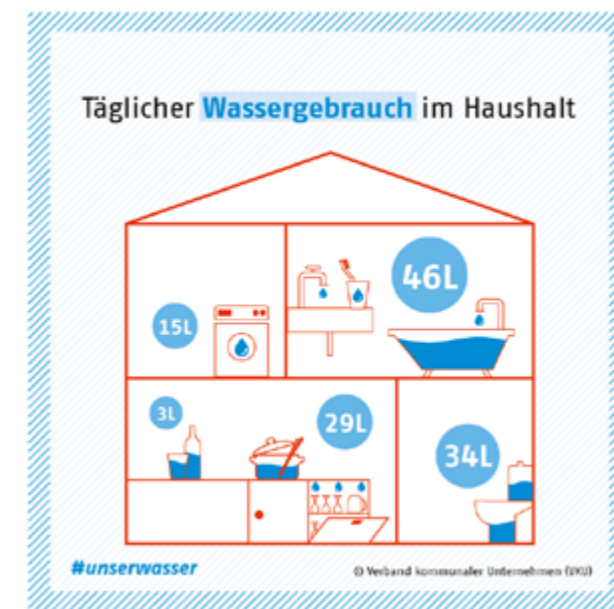 Täglicher Wassergebrauch im Haushalt
46L
15L
3L
29L
34L
#unserwasser
© Verband kommunaler Unternehmen (VKU)